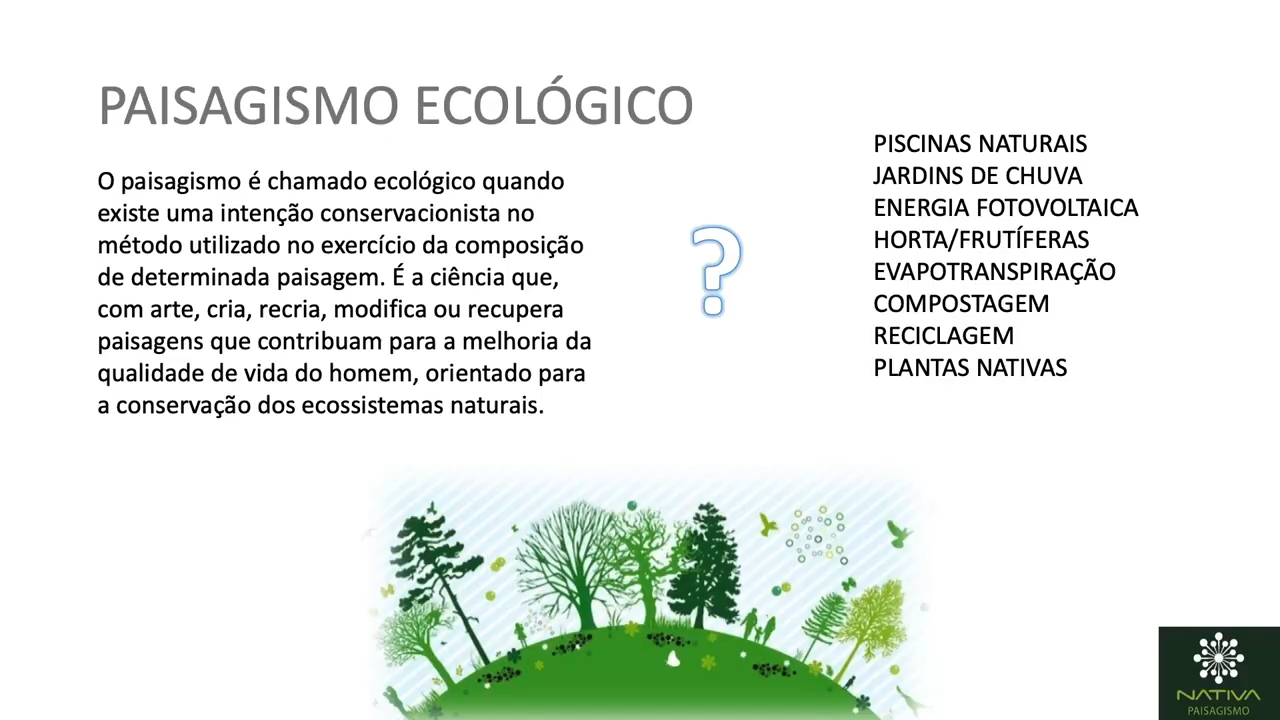 PAISAGISMO ECOLÓGICO
O paisagismo é chamado ecológico quando
existe uma intenção conservacionista no
método utilizado no exercício da composição
de determinada paisagem. É a ciência que,
com arte, cria, recria, modifica ou recupera
paisagens que contribuam para a melhoria da
qualidade de vida do homem, orientado para
a conservação dos ecossistemas naturais.
?
PISCINAS NATURAIS
JARDINS DE CHUVA
ENERGIA FOTOVOLTAICA
HORTA/FRUTÍFERAS
EVAPOTRANSPIRAÇÃO
COMPOSTAGEM
RECICLAGEM
PLANTAS NATIVAS
NATIVA
PAISAGISMO